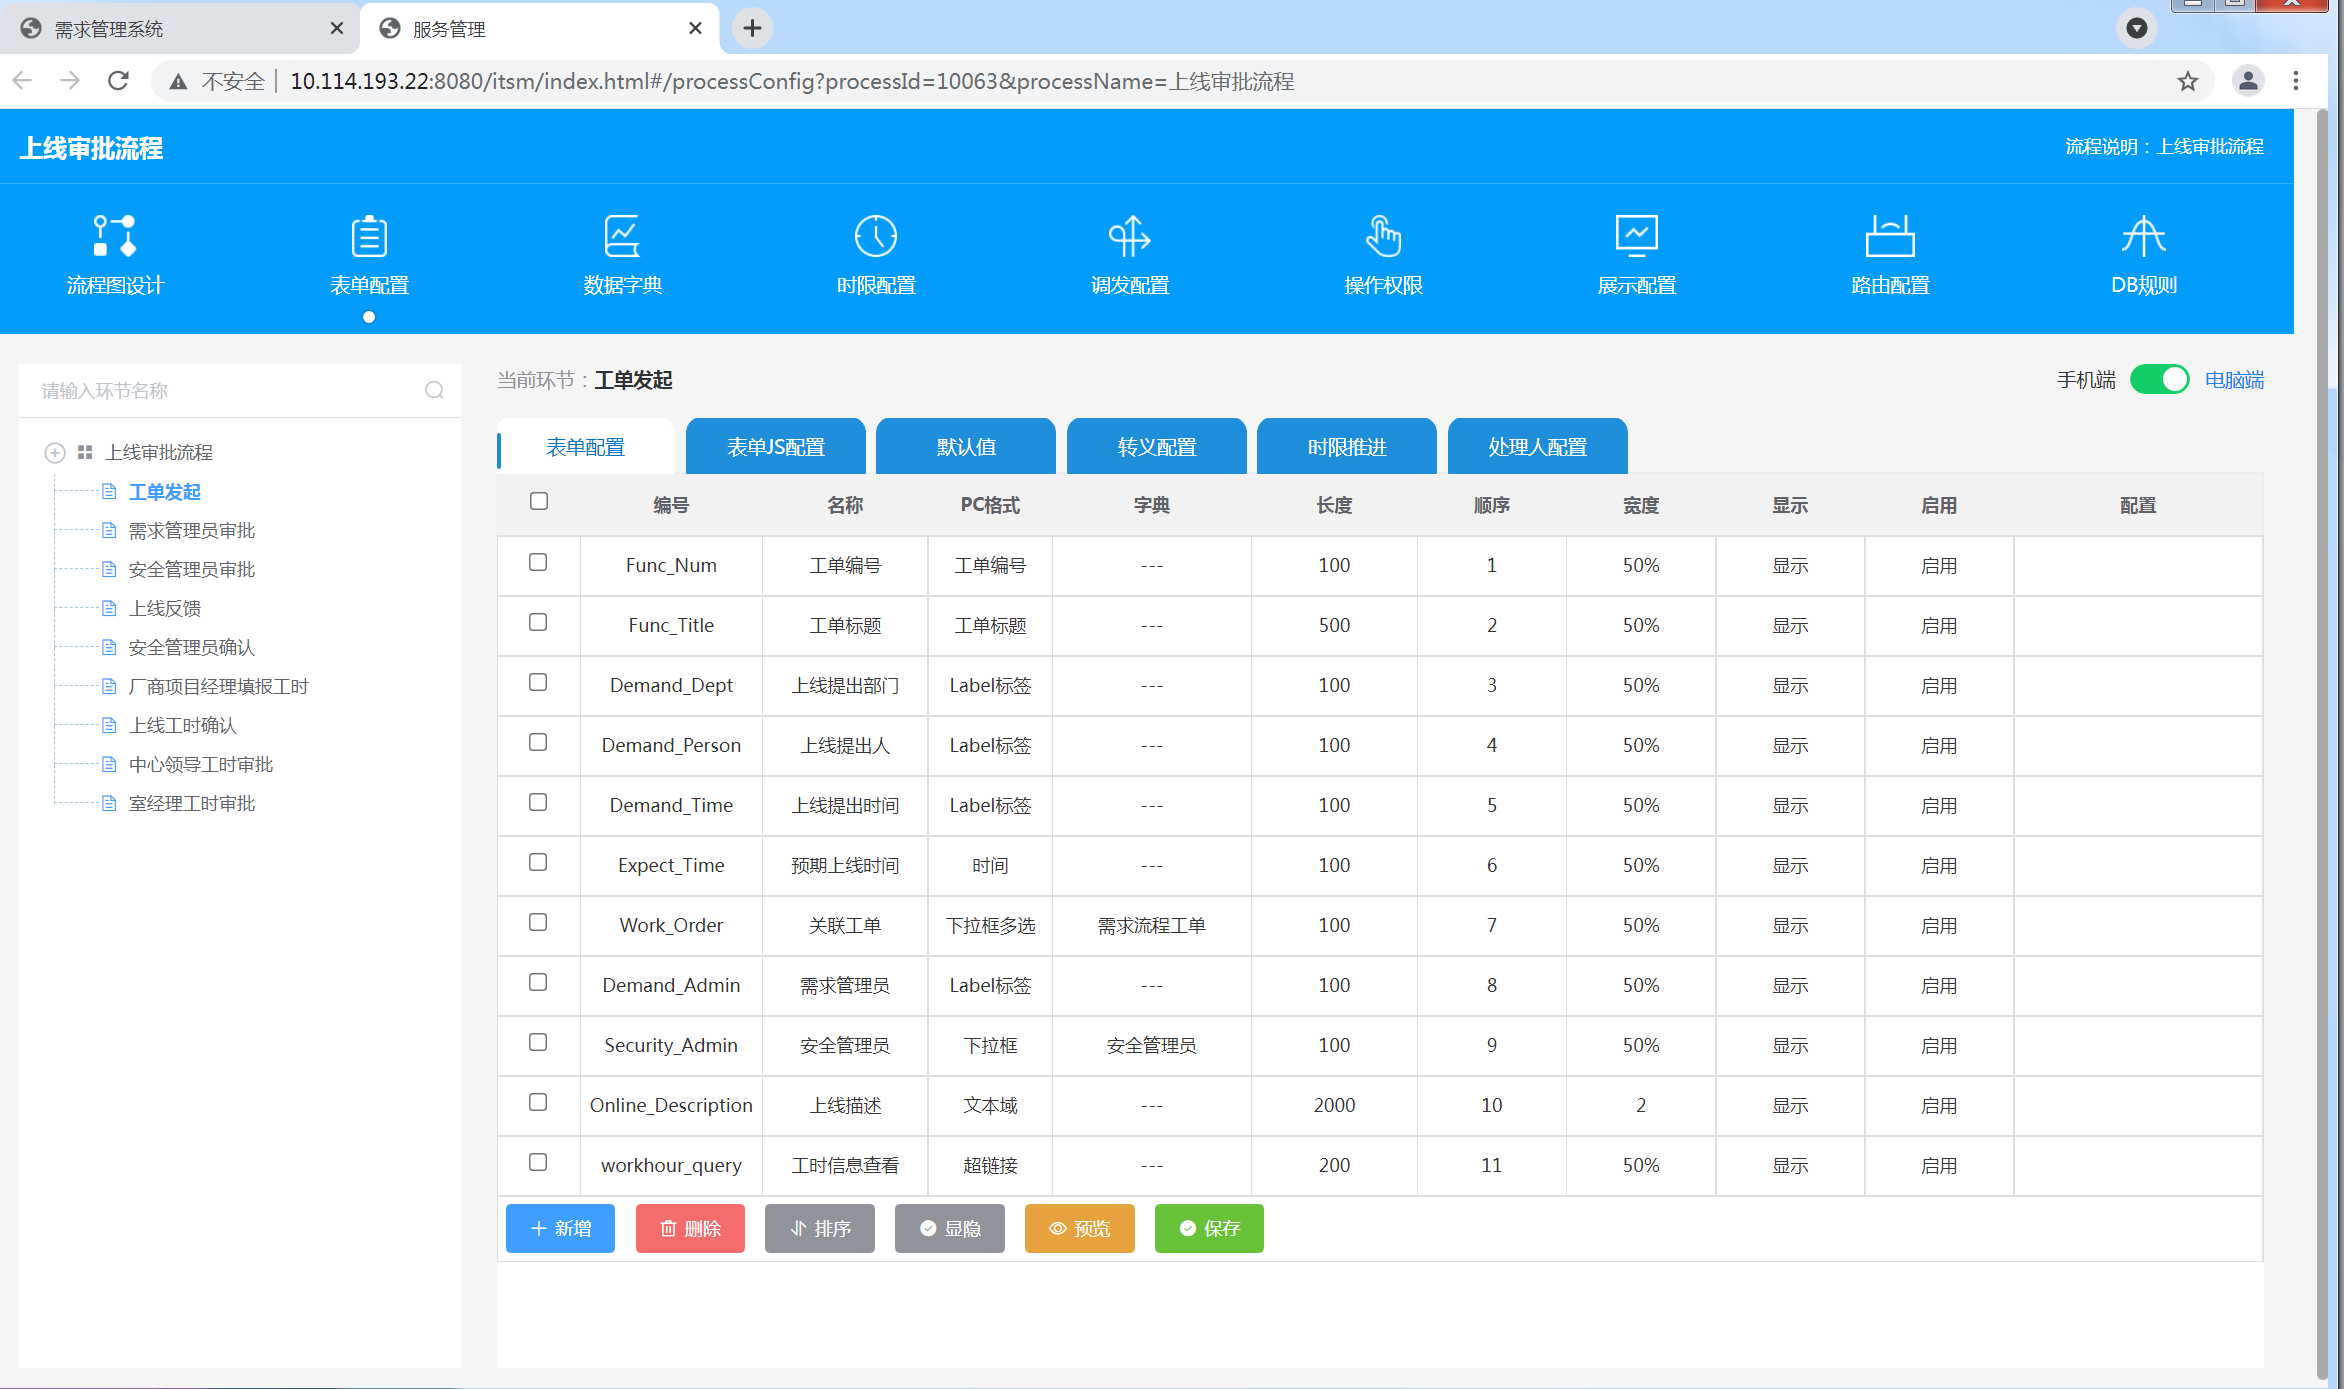 需求管理系统
服务管理
不安全 10.114.193.22:8080/itsm/index.html#/processConfig?processId=10063&processName=上线审批流程
上线审批流程
流程说明：上线审批流程
流程图设计 表单配置 数据字典 时限配置 调发配置 操作权限 展示配置 路由配置 DB规则
请输入环节名称
上线审批流程
工单发起
需求管理员审批
安全管理员审批
上线反馈
安全管理员确认
厂商项目经理填报工时
上线工时确认
中心领导工时审批
室经理工时审批
当前环节：工单发起
手机端 电脑端
表单配置 表单JS配置 默认值 转义配置 时限推进 处理人配置
编号 名称 PC格式 字典 长度 顺序 宽度 显示 启用 配置
Func_Num 工单编号 工单编号 --- 100 1 50% 显示 启用
Func_Title 工单标题 工单标题 --- 500 2 50% 显示 启用
Demand_Dept 上线提出部门 Label标签 --- 100 3 50% 显示 启用
Demand_Person 上线提出人 Label标签 --- 100 4 50% 显示 启用
Demand_Time 上线提出时间 Label标签 --- 100 5 50% 显示 启用
Expect_Time 预期上线时间 时间 --- 100 6 50% 显示 启用
Work_Order 关联工单 下拉框多选 需求流程工单 100 7 50% 显示 启用
Demand_Admin 需求管理员 Label标签 --- 100 8 50% 显示 启用
Security_Admin 安全管理员 下拉框 安全管理员 100 9 50% 显示 启用
Online_Description 上线描述 文本域 --- 2000 10 2 显示 启用
workhour_query 工时信息查看 超链接 --- 200 11 50% 显示 启用
新增 删除 排序 显隐 预览 保存